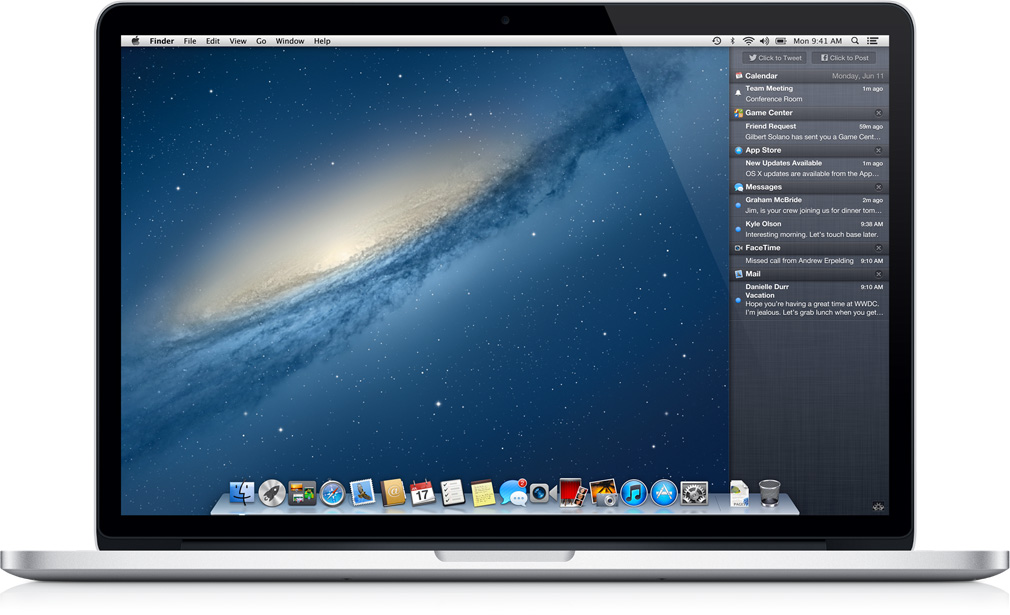 Finder File Edit View Go Window Help Mon 9:41 AM
Click to Tweet Click to Post
Calendar Monday, Jun 11
Team Meeting 1m ago
Conference Room
Game Center
Friend Request 59m ago
Gilbert Solano has sent you a Game Cent...
App Store
New Updates Available 1m ago
OS X updates are available from the App...
Messages
Graham McBride 2m ago
Jim, is your crew joining us for dinner tom...
Kyle Olson 9:38 AM
Interesting morning. Let's touch base later.
FaceTime
Missed call from Andrew Erpelding 9:10 AM
Mail
Danielle Durr 9:10 AM
Vacation
Hope you're having a great time at WWDC.
I'm jealous. Let's grab lunch when you get...
17
2